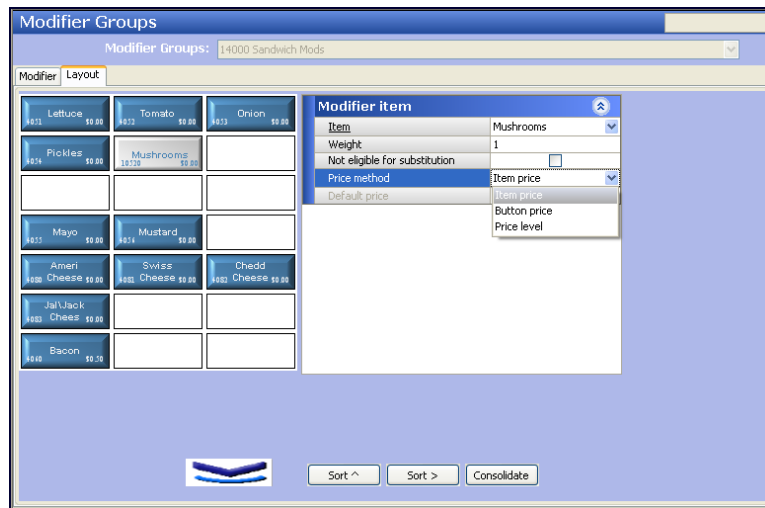 Modifier Groups
Modifier Groups: 14000 Sandwich Mods
Modifier Layout
Lettuce $0.00
Tomato $0.00
Onion $0.00
Pickles $0.00
Mushrooms 10520 $0.00
Mayo $0.00
Mustard $0.00
Ameri Cheese $0.00
Swiss Cheese $0.00
Chedd Cheese $0.00
Jal\Jack Chees $0.00
Bacon $0.50
Modifier item
Item Mushrooms
Weight 1
Not eligible for substitution
Price method Item price
Default price Item price
Button price
Price level
Sort ^ Sort > Consolidate